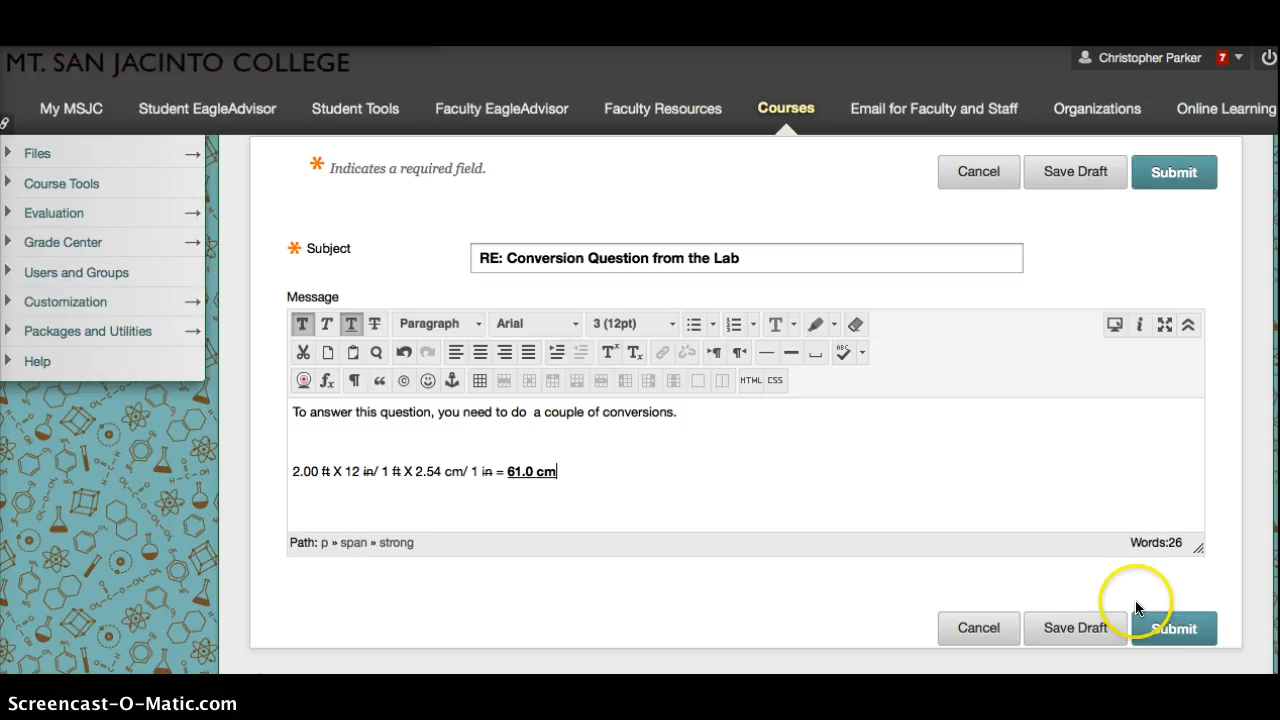 MT. SAN JACINTO COLLEGE
Christopher Parker 7
My MSJC Student EagleAdvisor Student Tools Faculty EagleAdvisor Faculty Resources Courses Email for Faculty and Staff Organizations Online Learning
Files
Course Tools
Evaluation
Grade Center
Users and Groups
Customization
Packages and Utilities
Help
* Indicates a required field.
Cancel Save Draft Submit
* Subject
RE: Conversion Question from the Lab
Message
T T T T Paragraph Arial 3 (12pt)
HTML CSS
To answer this question, you need to do a couple of conversions.
2.00 ft X 12 in/ 1 ft X 2.54 cm/ 1 in = 61.0 cm
Path: p » span » strong
Words:26
Cancel Save Draft Submit
Screencast-O-Matic.com